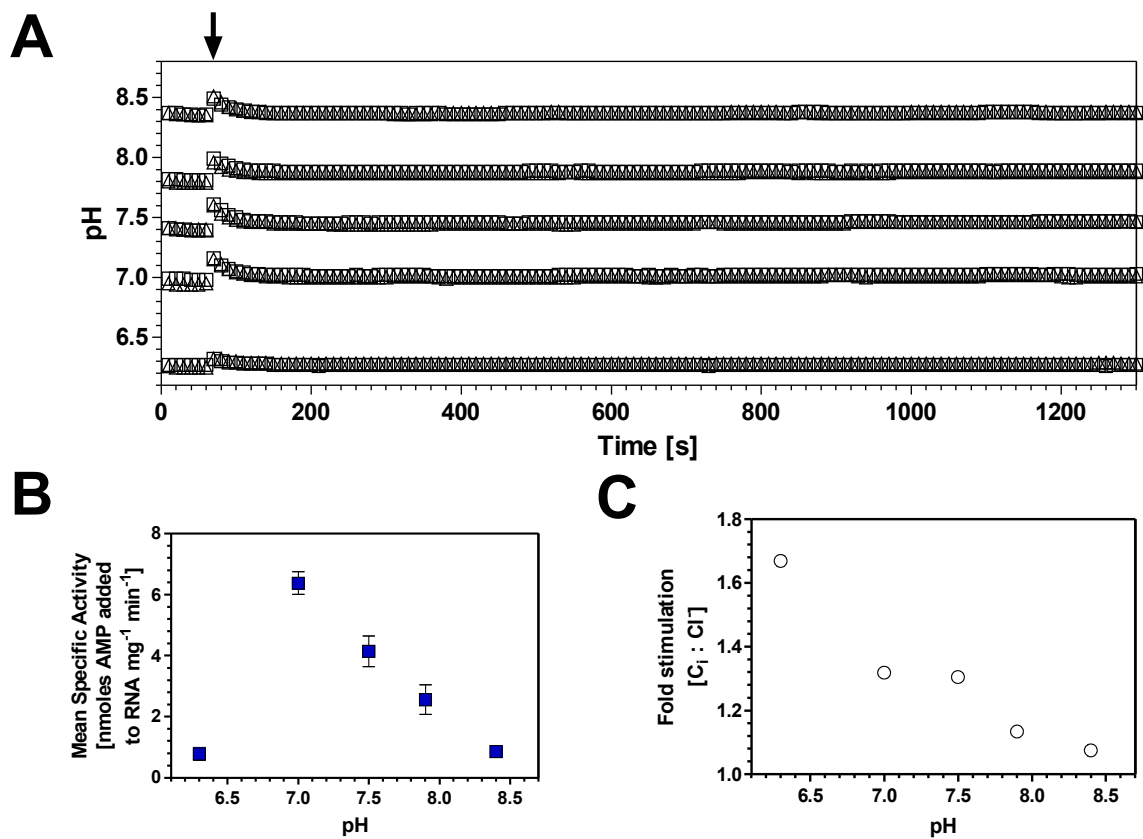 A
pH
8.5
8.0
7.5
7.0
6.5
0 200 400 600 800 1000 1200
Time [s]
B
Mean Specific Activity
[nmoles AMP added
to RNA mg⁻¹ min⁻¹]
8
6
4
2
0
6.5 7.0 7.5 8.0 8.5
pH
C
Fold stimulation
[Cᵢ : Cl⁻]
1.8
1.6
1.4
1.2
1.0
6.5 7.0 7.5 8.0 8.5
pH